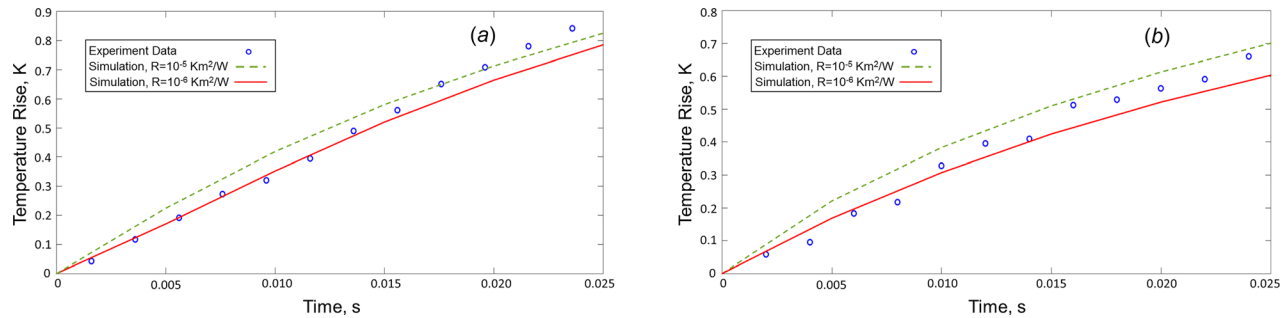 (a)
Experiment Data
Simulation, R=10⁻⁵ Km²/W
Simulation, R=10⁻⁶ Km²/W
Temperature Rise, K
0.9
0.8
0.7
0.6
0.5
0.4
0.3
0.2
0.1
0
0.005
0.010
0.015
0.020
0.025
Time, s
(b)
Experiment Data
Simulation, R=10⁻⁵ Km²/W
Simulation, R=10⁻⁶ Km²/W
Temperature Rise, K
0.8
0.7
0.6
0.5
0.4
0.3
0.2
0.1
0
0
0.005
0.010
0.015
0.020
0.025
Time, s